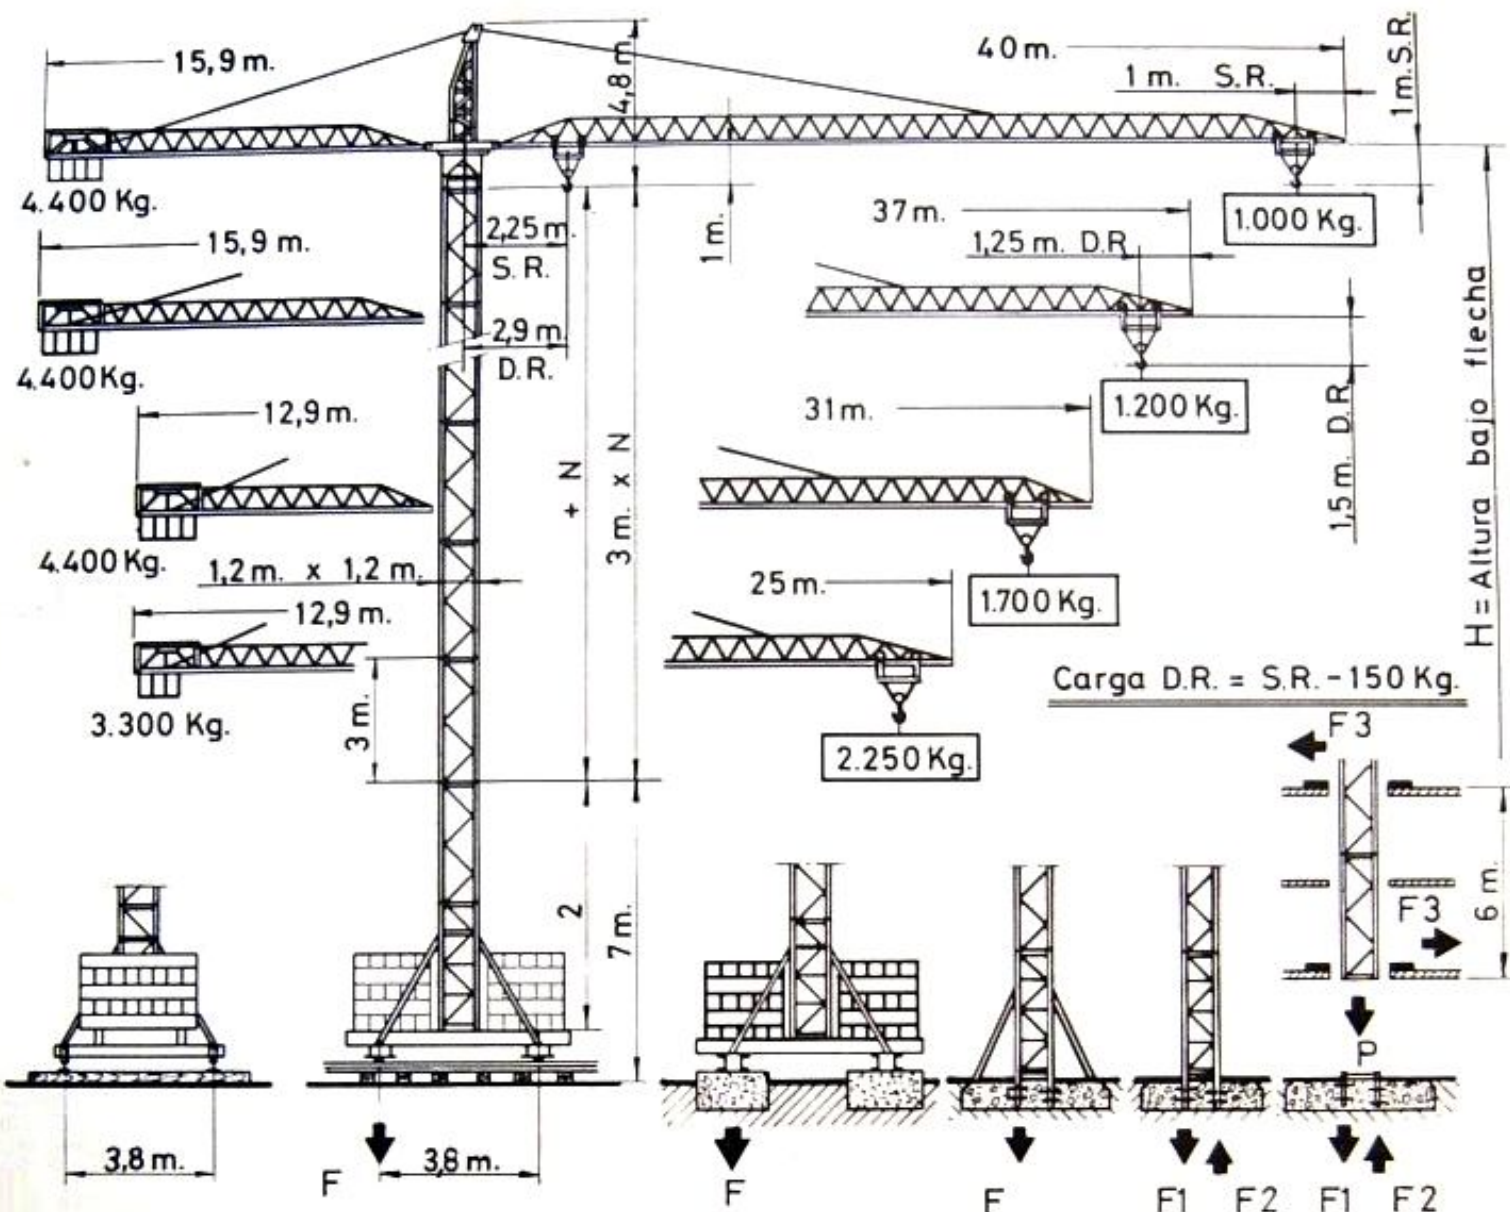 15,9 m.
4,8 m.
40 m.
1 m. S.R.
1 m. S.R.
4.400 Kg.
1.000 Kg.
15,9 m.
2,25 m.
S.R.
1 m.
37 m.
1,25 m. D.R.
4.400 Kg.
2,9 m.
D.R.
1.200 Kg.
12,9 m.
31 m.
1,5 m. D.R.
H = Altura bajo flecha
+ N
3 m. x N
4.400 Kg.
1,2 m. x 1,2 m.
25 m.
1.700 Kg.
12,9 m.
3.300 Kg.
3 m.
2.250 Kg.
Carga D.R. = S.R. - 150 Kg.
F3
F3
6 m.
2
7 m.
P
3,8 m.
F
3,8 m.
F
F
F1
F2
F1
F2